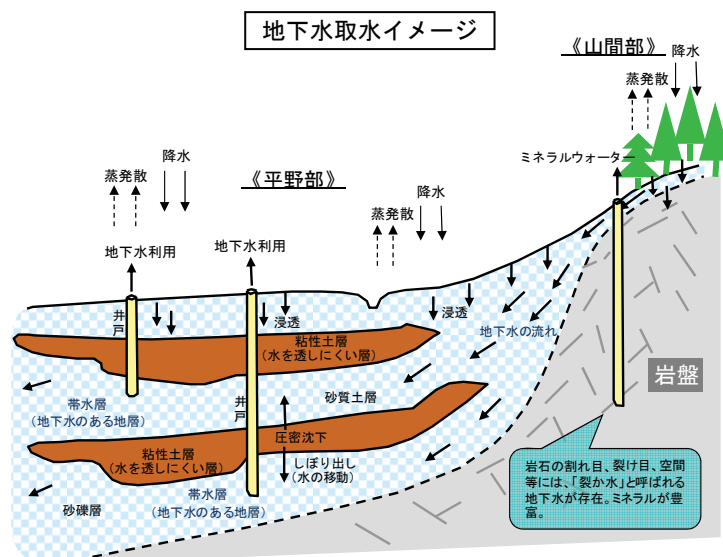 地下水取水イメージ
《山間部》
降水
蒸発散
ミネラルウォーター
降水
蒸発散
《平野部》
降水
蒸発散
地下水利用
地下水利用
井戸
浸透
浸透
粘性土層
(水を透しにくい層)
地下水の流れ
岩盤
帯水層
(地下水のある地層)
井戸
砂質土層
圧密沈下
粘性土層
(水を透しにくい層)
しぼり出し
(水の移動)
帯水層
(地下水のある地層)
砂礫層
岩石の割れ目、裂け目、空間
等には、「裂か水」と呼ばれる
地下水が存在。ミネラルが豊
富。